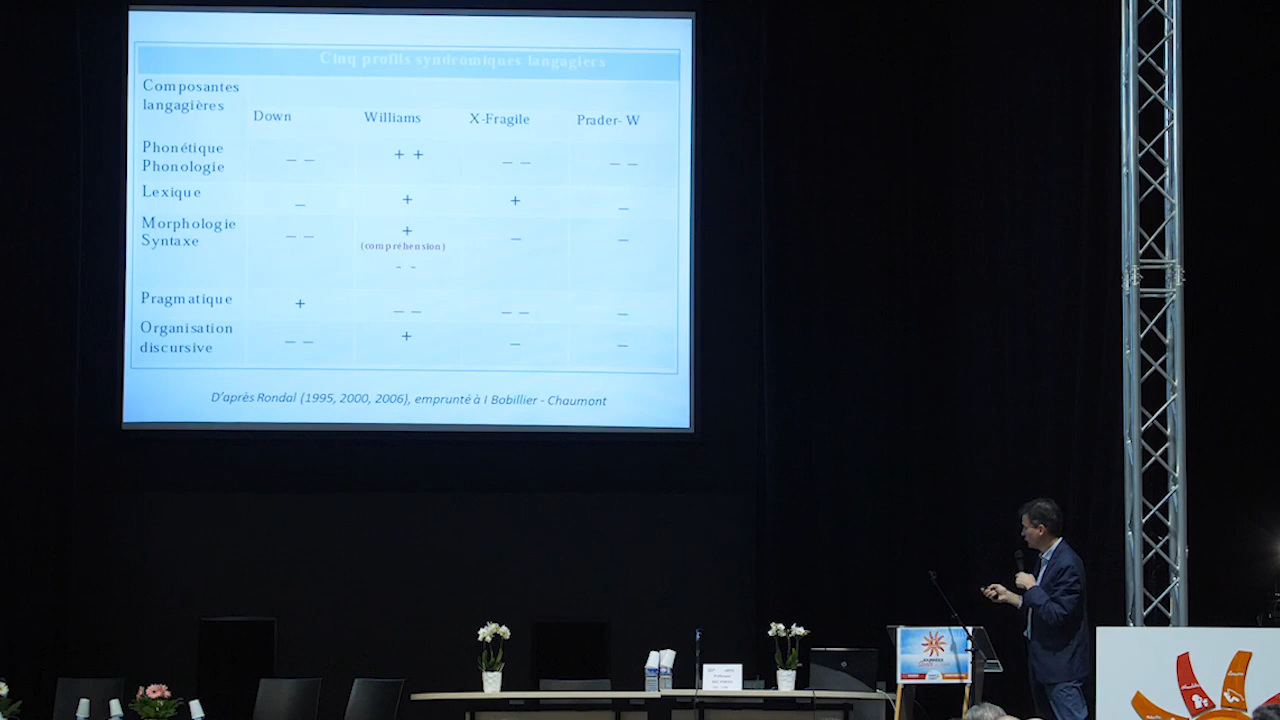 Cinq profils syndromiques langagiers
Composantes
langagières
Down Williams X-Fragile Prader- W
Phonétique
Phonologie
– – + + – – – –
Lexique – + + –
Morphologie
Syntaxe
– – + – –
(compréhension)
- -
Pragmatique + – – – – –
Organisation
discursive
– – + – –
D'après Rondal (1995, 2000, 2006), emprunté à I Bobillier - Chaumont